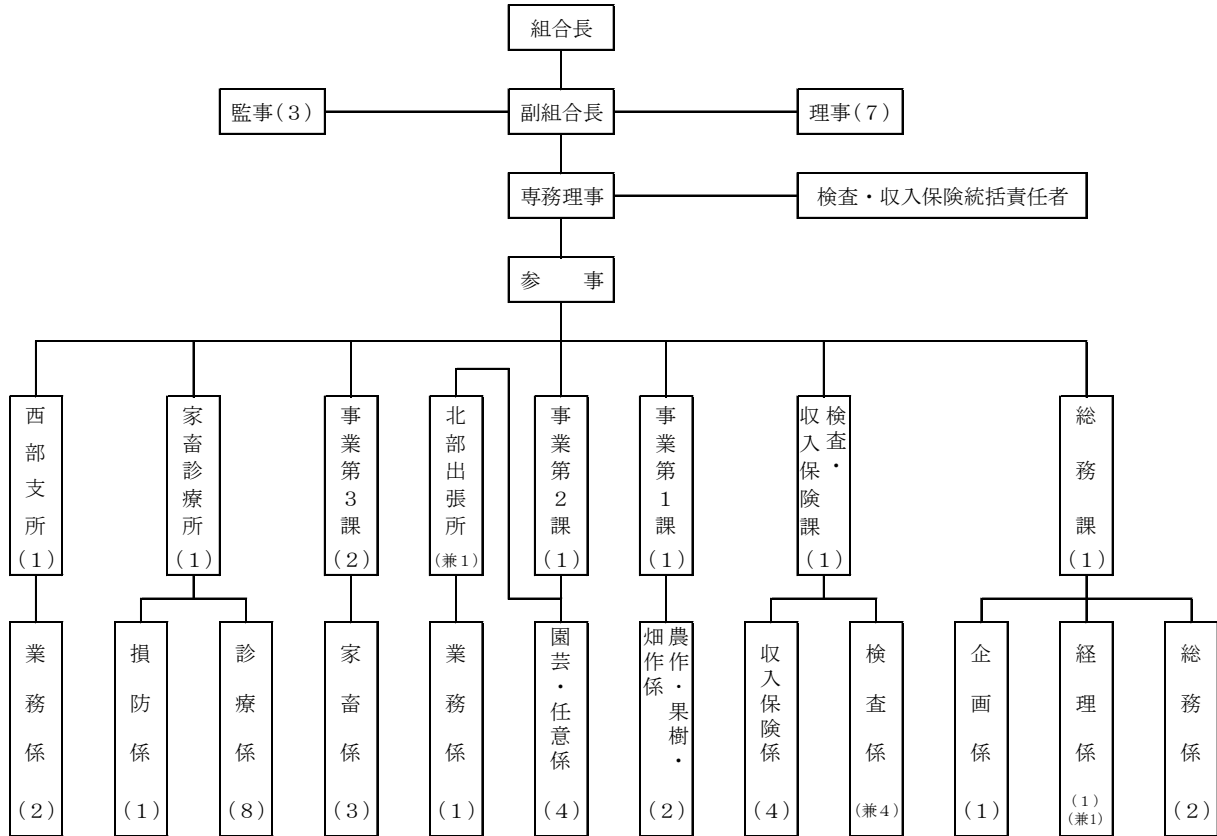 組合長
監事(3)
副組合長
理事(7)
専務理事
検査・収入保険統括責任者
参　　事
西部支所
(1)
家畜診療所
(1)
事業第3課
(2)
北部出張所
(兼1)
事業第2課
(1)
事業第1課
(1)
検査・
収入保険課
(1)
総務課
(1)
業務係
(2)
損防係
(1)
診療係
(8)
家畜係
(3)
業務係
(1)
園芸・任意係
(4)
農作・果樹・
畑作係
(2)
収入保険係
(4)
検査係
(兼4)
企画係
(1)
経理係
(1)
(兼1)
総務係
(2)